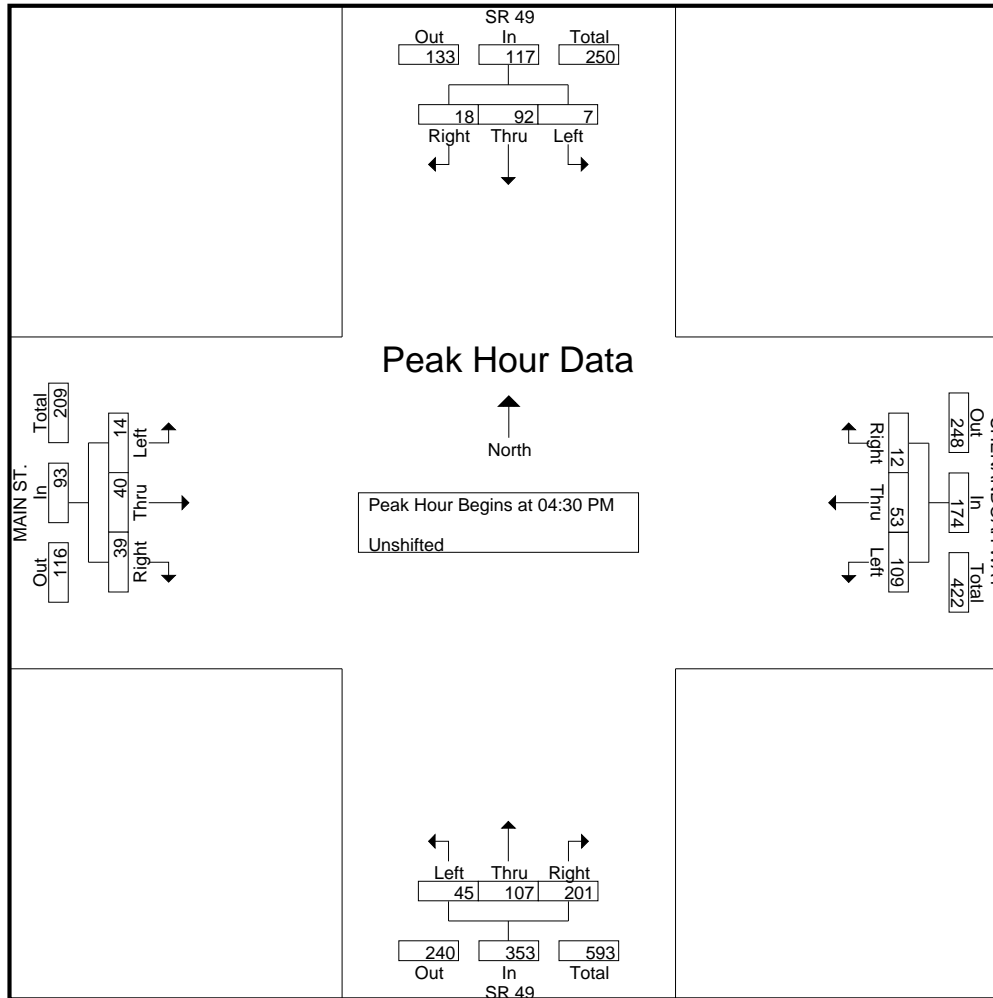 SR 49
Out In Total
133 117 250
18 92 7
Right Thru Left
Peak Hour Data
North
Peak Hour Begins at 04:30 PM
Unshifted
MAIN ST.
Total In Out
209 93 116
14 40 39
Left Thru Right
Out In Total
248 174 422
12 53 109
Right Thru Left
Left Thru Right
45 107 201
240 353 593
Out In Total
SR 49